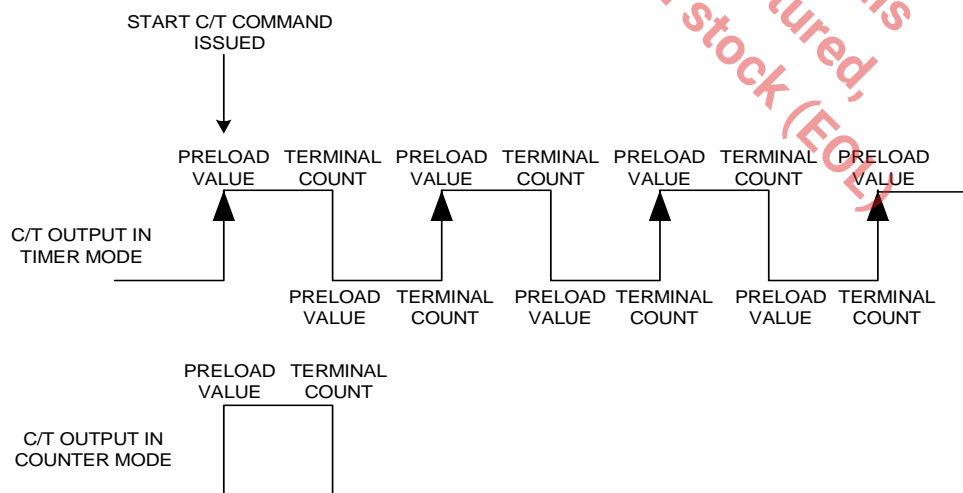 START C/T COMMAND
ISSUED
PRELOAD TERMINAL PRELOAD TERMINAL PRELOAD TERMINAL PRELOAD
VALUE COUNT VALUE COUNT VALUE COUNT VALUE
C/T OUTPUT IN
TIMER MODE
PRELOAD TERMINAL PRELOAD TERMINAL PRELOAD TERMINAL
VALUE COUNT VALUE COUNT VALUE COUNT
PRELOAD TERMINAL
VALUE COUNT
C/T OUTPUT IN
COUNTER MODE
stock (EOL)